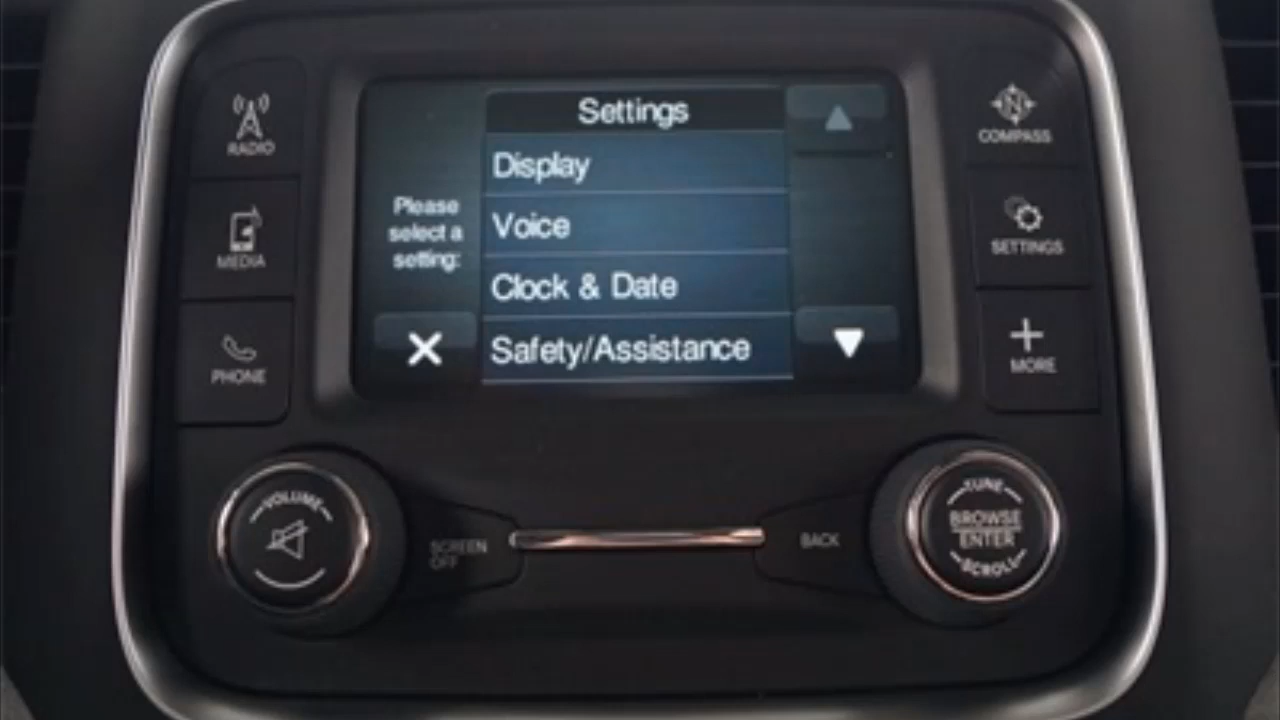 RADIO
MEDIA
PHONE
Settings
Please
select a
setting:
Display
Voice
Clock & Date
Safety/Assistance
N
COMPASS
SETTINGS
MORE
VOLUME
SCREEN
OFF
BACK
TUNE
BROWSE
ENTER
SCROLL